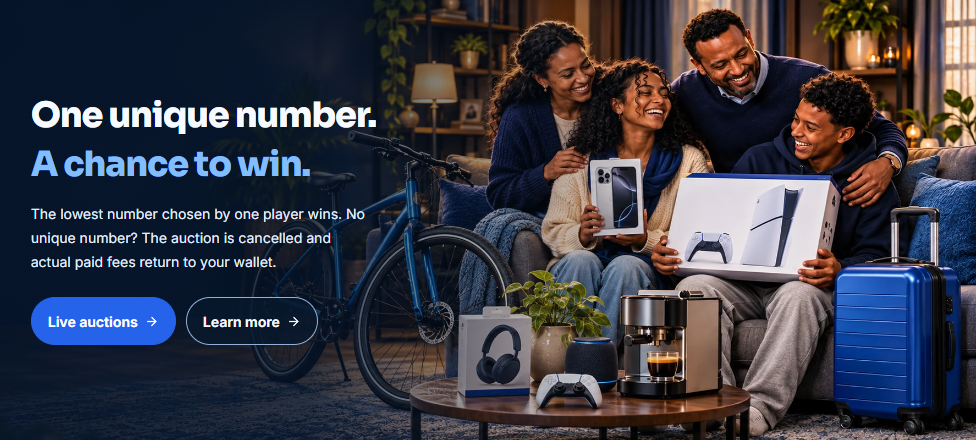 One unique number.
A chance to win.
The lowest number chosen by one player wins. No
unique number? The auction is cancelled and
actual paid fees return to your wallet.
Live auctions →
Learn more →